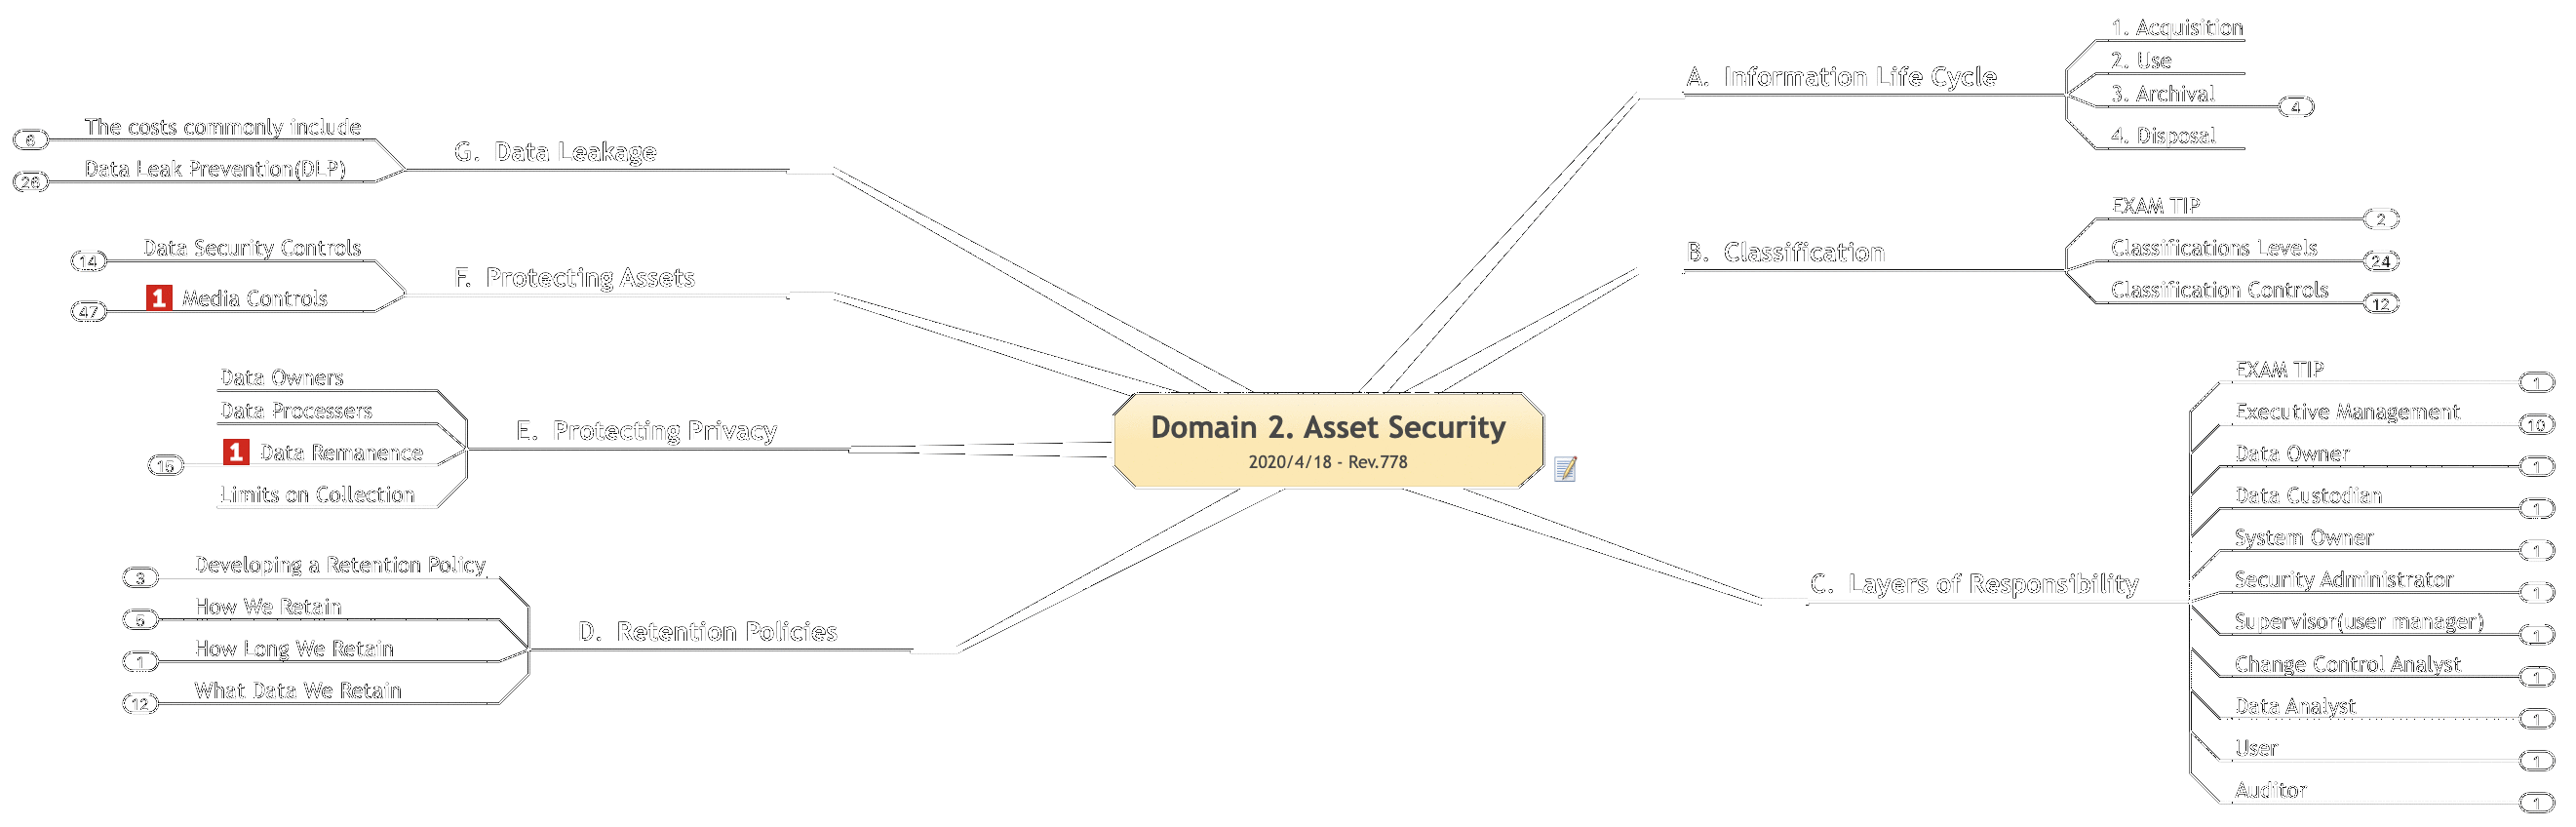 Domain 2. Asset Security
2020/4/18 - Rev.778
A. Information Life Cycle
1. Acquisition
2. Use
3. Archival
4
4. Disposal
B. Classification
EXAM TIP
2
Classifications Levels
24
Classification Controls
12
C. Layers of Responsibility
EXAM TIP
1
Executive Management
10
Data Owner
1
Data Custodian
1
System Owner
1
Security Administrator
1
Supervisor(user manager)
1
Change Control Analyst
1
Data Analyst
1
User
1
Auditor
1
D. Retention Policies
Developing a Retention Policy
3
How We Retain
5
How Long We Retain
1
What Data We Retain
12
E. Protecting Privacy
Data Owners
Data Processers
1 Data Remanence
15
Limits on Collection
F. Protecting Assets
Data Security Controls
14
1 Media Controls
47
G. Data Leakage
The costs commonly include
6
Data Leak Prevention(DLP)
26